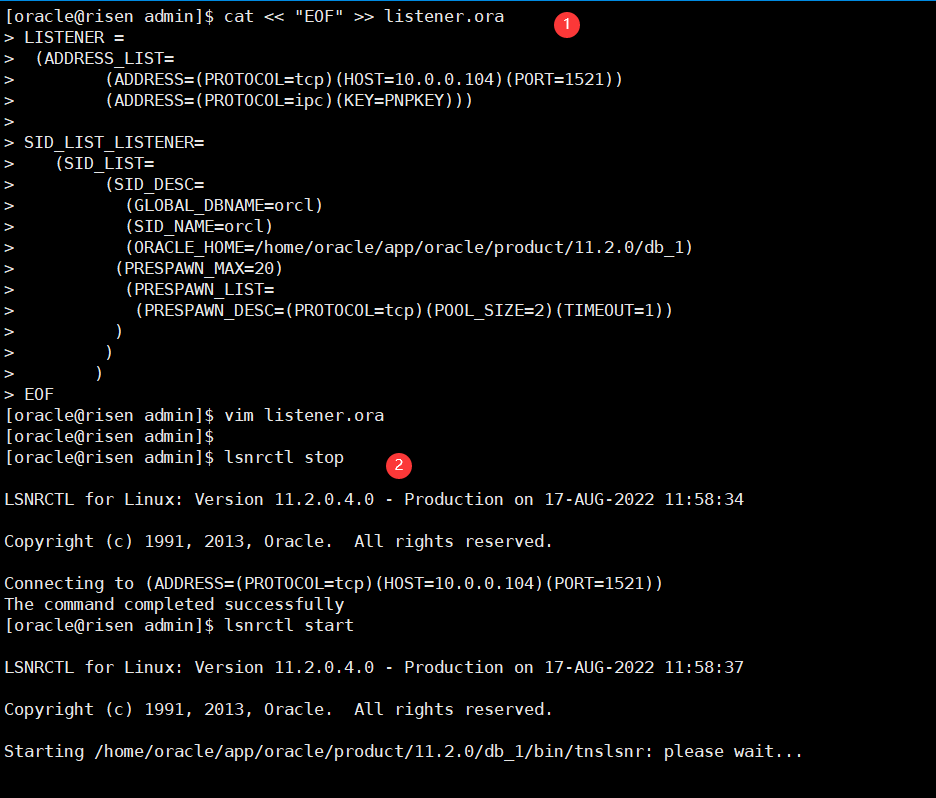 [oracle@risen admin]$ cat << "EOF" >> listener.ora 1
> LISTENER =
>  (ADDRESS_LIST=
>         (ADDRESS=(PROTOCOL=tcp)(HOST=10.0.0.104)(PORT=1521))
>         (ADDRESS=(PROTOCOL=ipc)(KEY=PNPKEY)))
>
> SID_LIST_LISTENER=
>    (SID_LIST=
>         (SID_DESC=
>           (GLOBAL_DBNAME=orcl)
>           (SID_NAME=orcl)
>           (ORACLE_HOME=/home/oracle/app/oracle/product/11.2.0/db_1)
>          (PRESPAWN_MAX=20)
>           (PRESPAWN_LIST=
>            (PRESPAWN_DESC=(PROTOCOL=tcp)(POOL_SIZE=2)(TIMEOUT=1))
>          )
>         )
>        )
> EOF
[oracle@risen admin]$ vim listener.ora
[oracle@risen admin]$
[oracle@risen admin]$ lsnrctl stop 2
LSNRCTL for Linux: Version 11.2.0.4.0 - Production on 17-AUG-2022 11:58:34
Copyright (c) 1991, 2013, Oracle.  All rights reserved.
Connecting to (ADDRESS=(PROTOCOL=tcp)(HOST=10.0.0.104)(PORT=1521))
The command completed successfully
[oracle@risen admin]$ lsnrctl start
LSNRCTL for Linux: Version 11.2.0.4.0 - Production on 17-AUG-2022 11:58:37
Copyright (c) 1991, 2013, Oracle.  All rights reserved.
Starting /home/oracle/app/oracle/product/11.2.0/db_1/bin/tnslsnr: please wait...